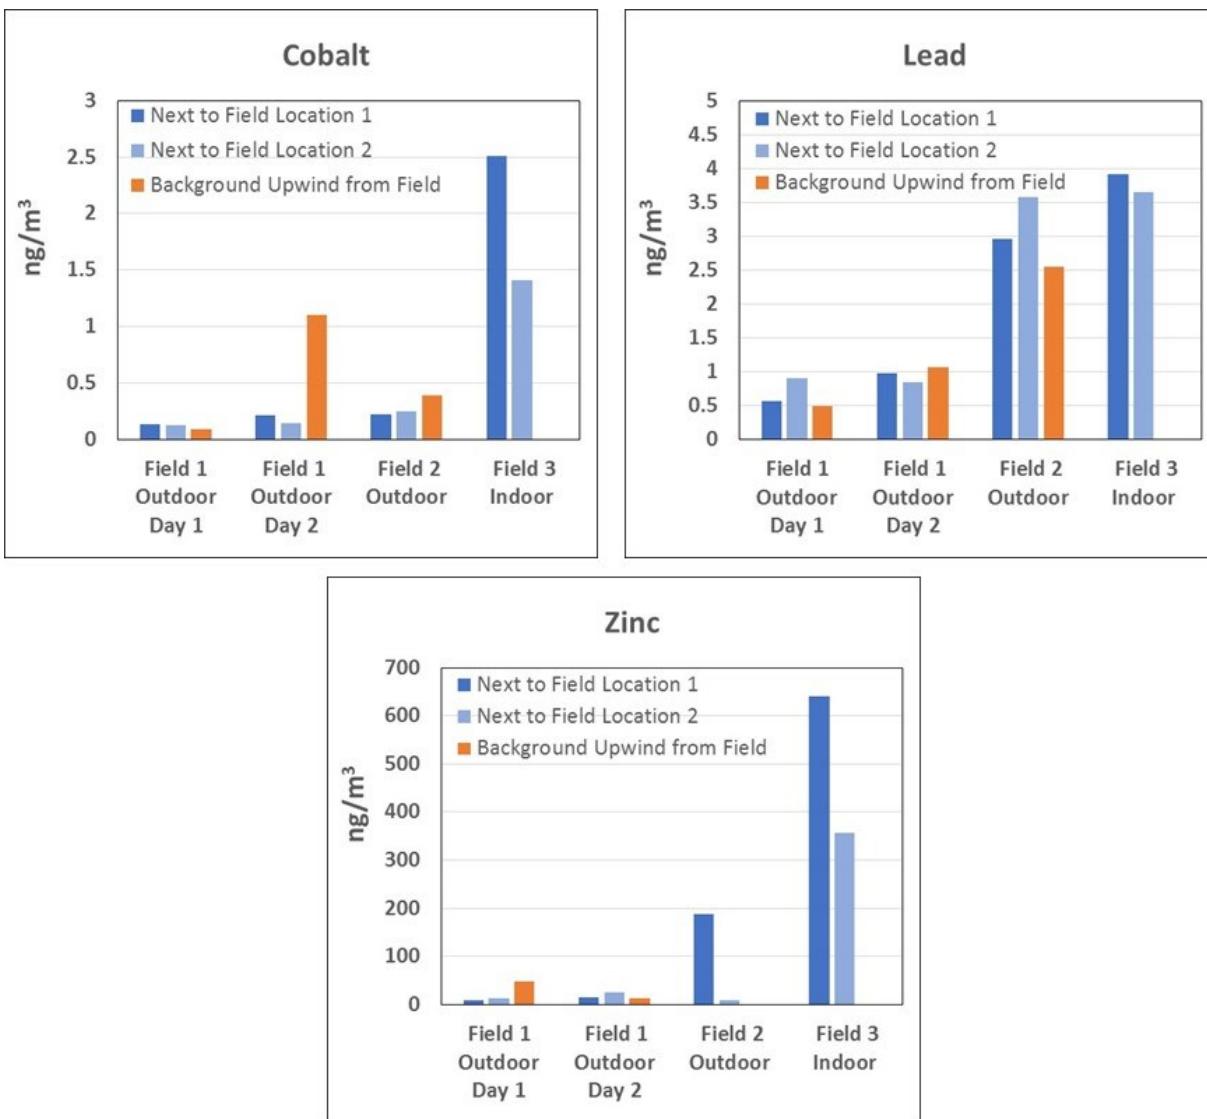 Cobalt
3
2.5
2
1.5
1
0.5
0
ng/m³
Next to Field Location 1
Next to Field Location 2
Background Upwind from Field
Field 1
Outdoor
Day 1
Field 1
Outdoor
Day 2
Field 2
Outdoor
Field 3
Indoor
Lead
5
4.5
4
3.5
3
2.5
2
1.5
1
0.5
0
ng/m³
Next to Field Location 1
Next to Field Location 2
Background Upwind from Field
Field 1
Outdoor
Day 1
Field 1
Outdoor
Day 2
Field 2
Outdoor
Field 3
Indoor
Zinc
700
600
500
400
300
200
100
0
ng/m³
Next to Field Location 1
Next to Field Location 2
Background Upwind from Field
Field 1
Outdoor
Day 1
Field 1
Outdoor
Day 2
Field 2
Outdoor
Field 3
Indoor